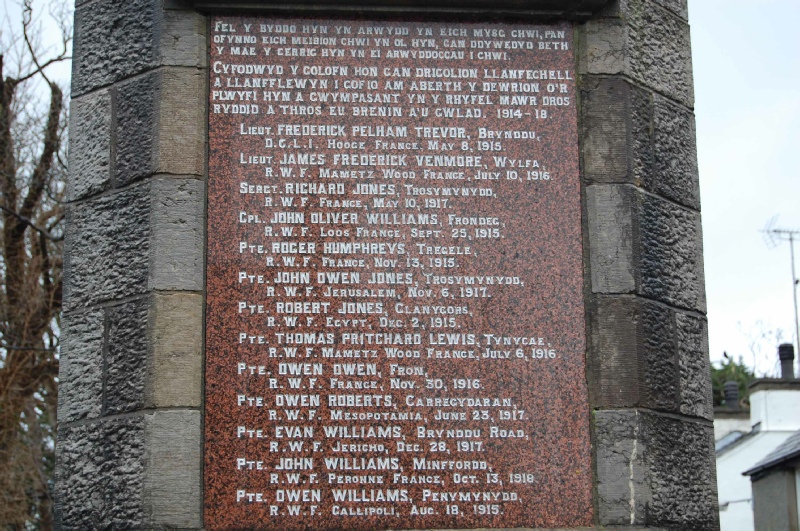 FEL Y BYDDO HYN YN ARWYDD YN EICH MYSG CHWI, PAN
OFYNNO EICH MEIBION CHWI YN OL HYN, GAN DDYWEDYD BETH
Y MAE Y CERRIG HYN YN EI ARWYDDOCCAU I CHWI.
CYFODWYD Y GOLOFN HON GAN DRIGOLION LLANFECHELL
A LLANFFLEWYN I GOFIO AM ABERTH Y DEWRION O'R
PLWYFI HYN A GWYMPASANT YN Y RHYFEL MAWR DROS
RYDDID A THROS EU BRENIN A'U GWLAD. 1914-18.
LIEUT. FREDERICK PELHAM TREVOR, BRYNDDU,
D.C.L.I. HOOGE FRANCE, MAY 8, 1915.
LIEUT. JAMES FREDERICK VENMORE, WYLFA,
R.W.F. MAMETZ WOOD FRANCE, JULY 10, 1916.
SERGT. RICHARD JONES, TROSYMYNYDD,
R.W.F. FRANCE, MAY 10, 1917.
CPL. JOHN OLIVER WILLIAMS, FRONDEG,
R.W.F. LOOS FRANCE, SEPT. 25, 1915.
PTE. ROGER HUMPHREYS, TREGELE,
R.W.F. FRANCE, NOV. 13, 1915.
PTE. JOHN OWEN JONES, TROSYMYNYDD,
R.W.F. JERUSALEM, NOV. 6, 1917.
PTE. ROBERT JONES, GLANYGORS,
R.W.F. EGYPT, DEC. 2, 1915.
PTE. THOMAS PRITCHARD LEWIS, TYNYCAE,
R.W.F. MAMETZ WOOD FRANCE, JULY 6, 1916.
PTE. OWEN OWEN, FRON,
R.W.F. FRANCE, NOV. 30, 1916.
PTE. OWEN ROBERTS, CARREGYDARAN,
R.W.F. MESOPOTAMIA, JUNE 23, 1917.
PTE. EVAN WILLIAMS, BRYNDDU ROAD,
R.W.F. JERICHO, DEC. 28, 1917.
PTE. JOHN WILLIAMS, MINFFORDD,
R.W.F. PERONNE FRANCE, OCT. 13, 1918.
PTE. OWEN WILLIAMS, PENYMYNYDD,
R.W.F. GALLIPOLI, AUG. 18, 1915.